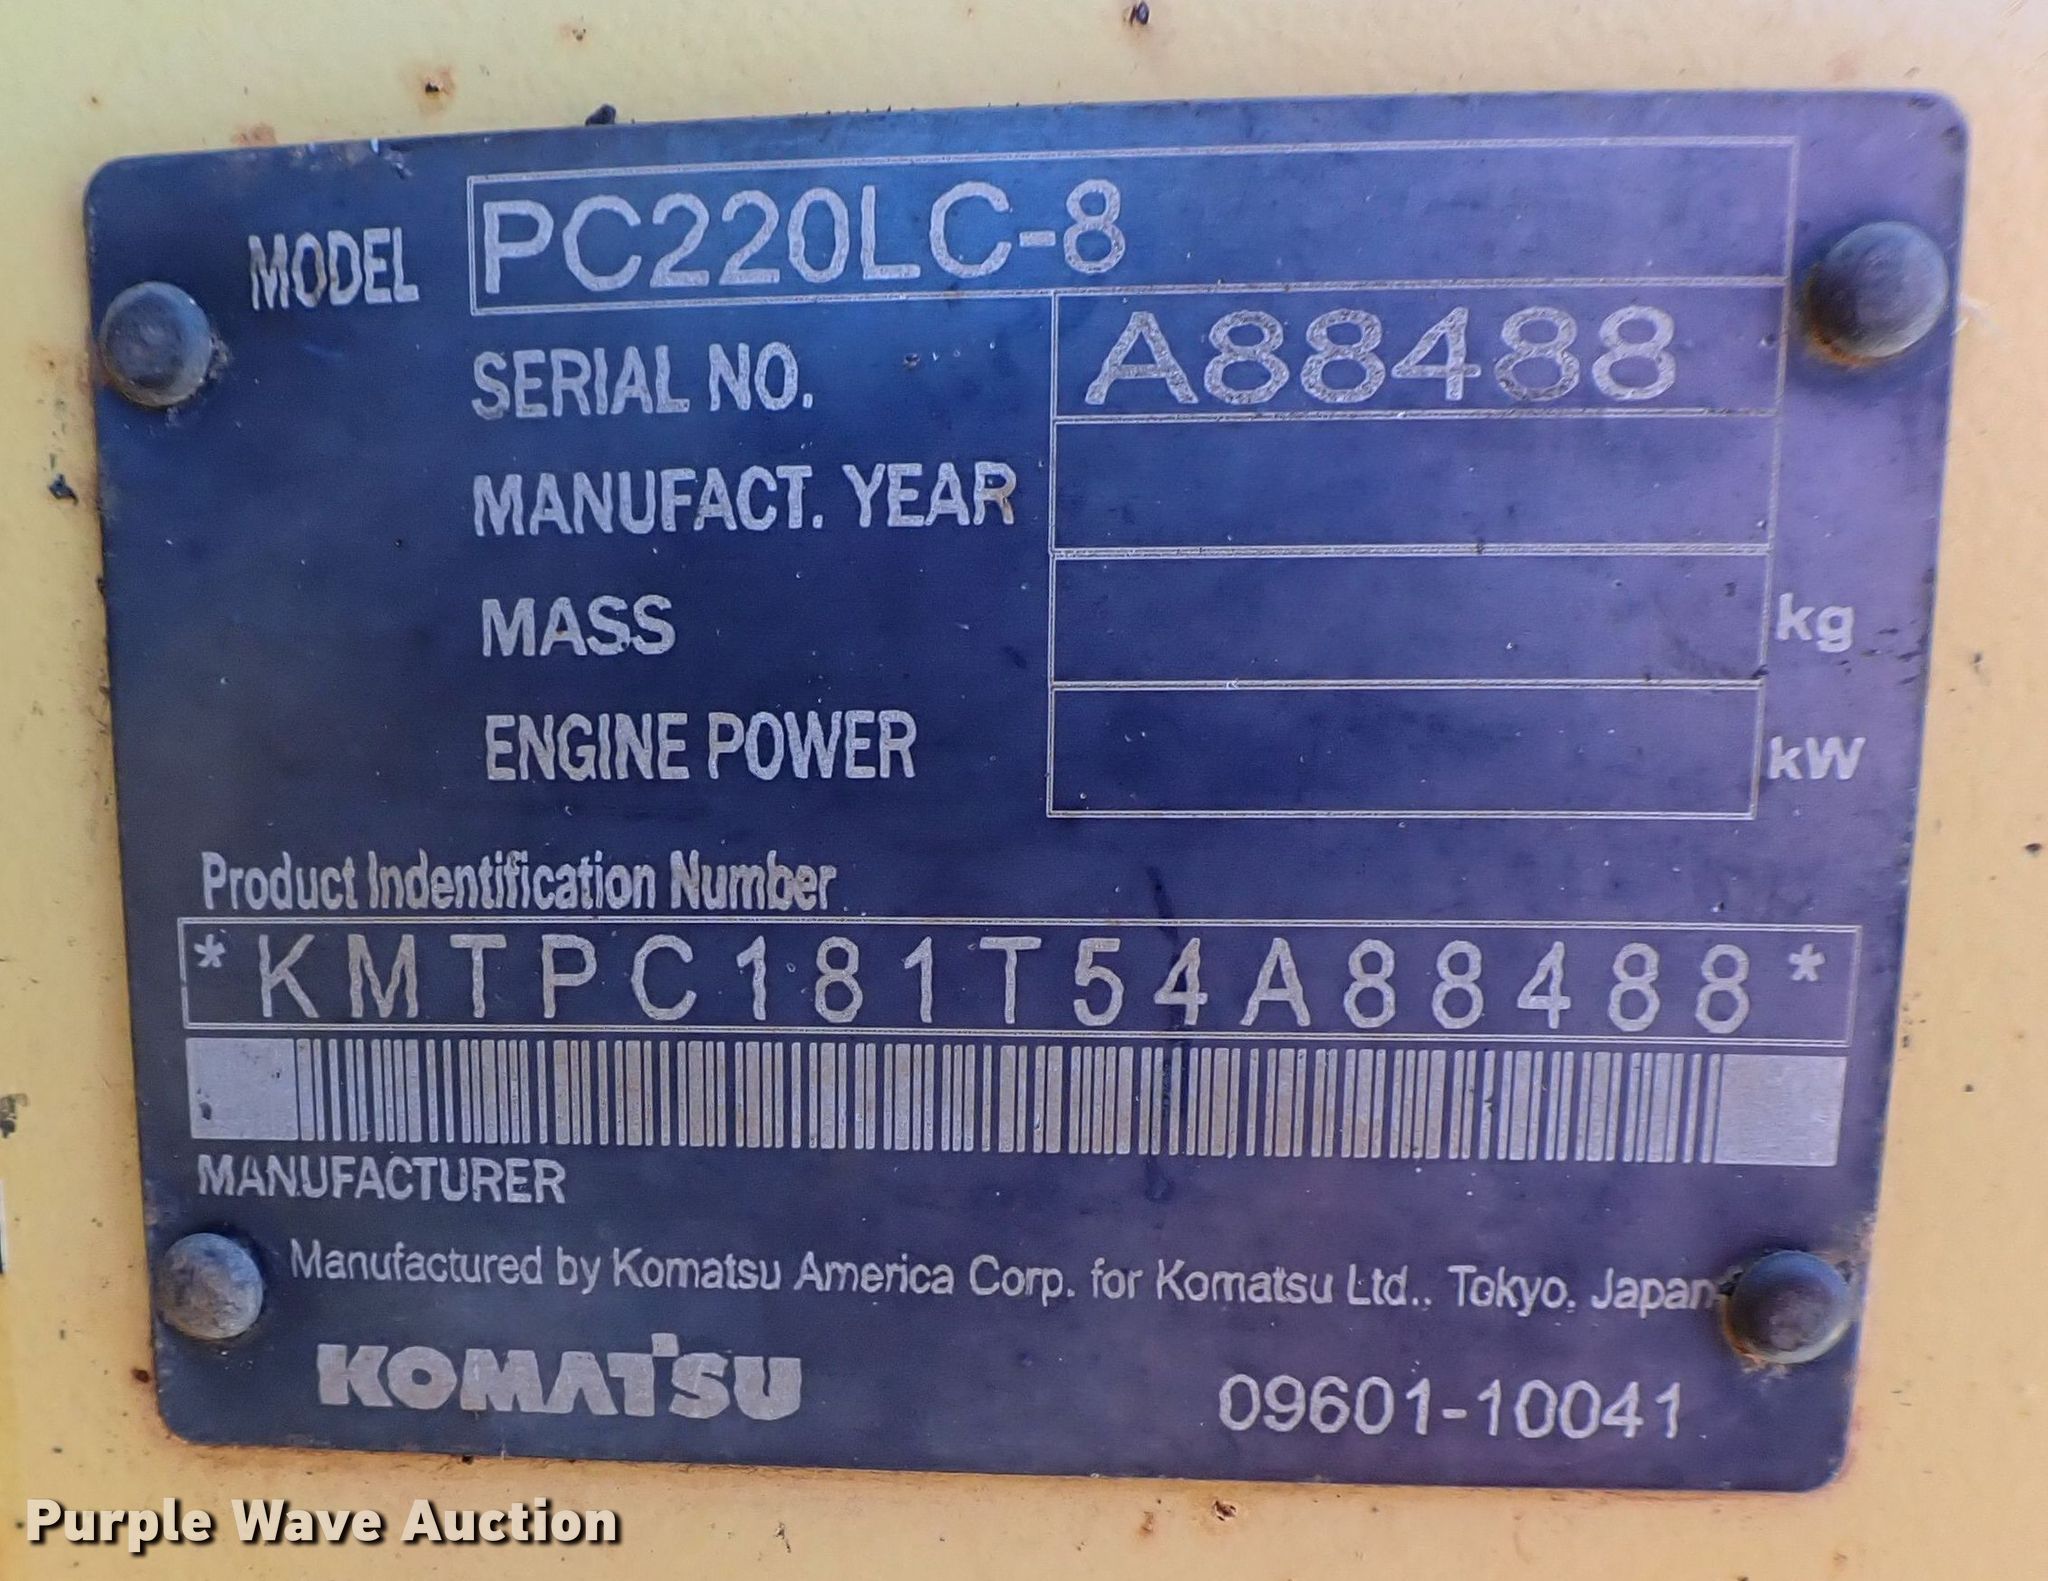 MODEL PC220LC-8
SERIAL NO. A88488
MANUFACT. YEAR
MASS kg
ENGINE POWER kW
Product Indentification Number
*KMTPC181T54A88488*
MANUFACTURER
Manufactured by Komatsu America Corp. for Komatsu Ltd., Tokyo, Japan
KOMATSU 09601-10041
Purple Wave Auction